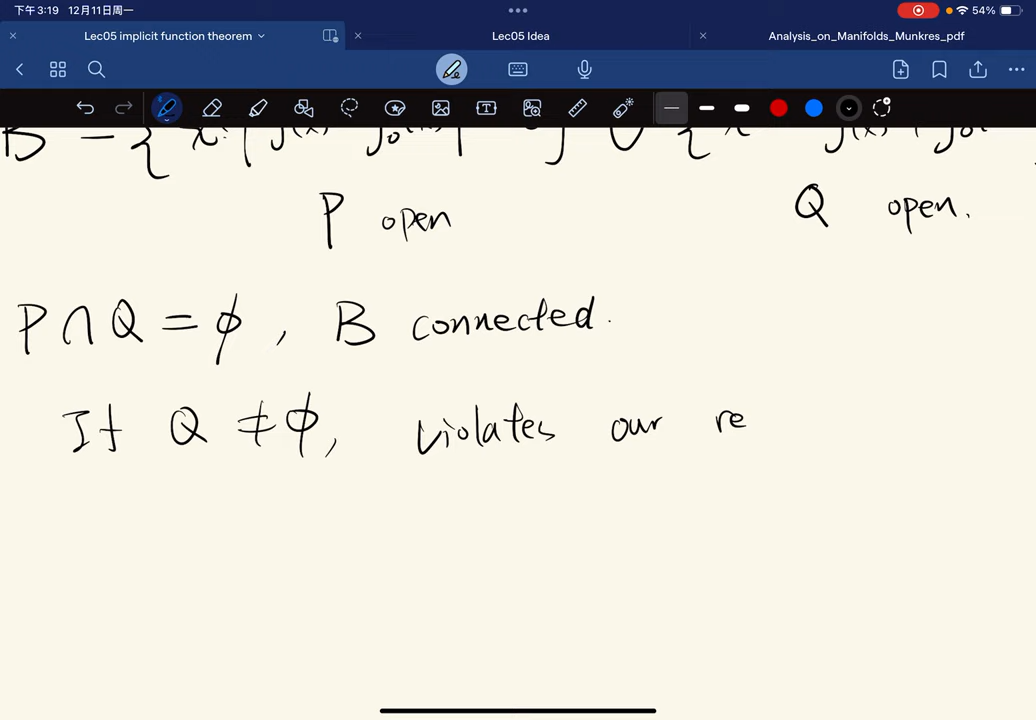 下午3:19 12月11日周一
54%
Lec05 implicit function theorem
Lec05 Idea
Analysis_on_Manifolds_Munkres_pdf
P open
Q open.
P∩Q = ϕ, B connected.
If Q ≠ ϕ, violates our re